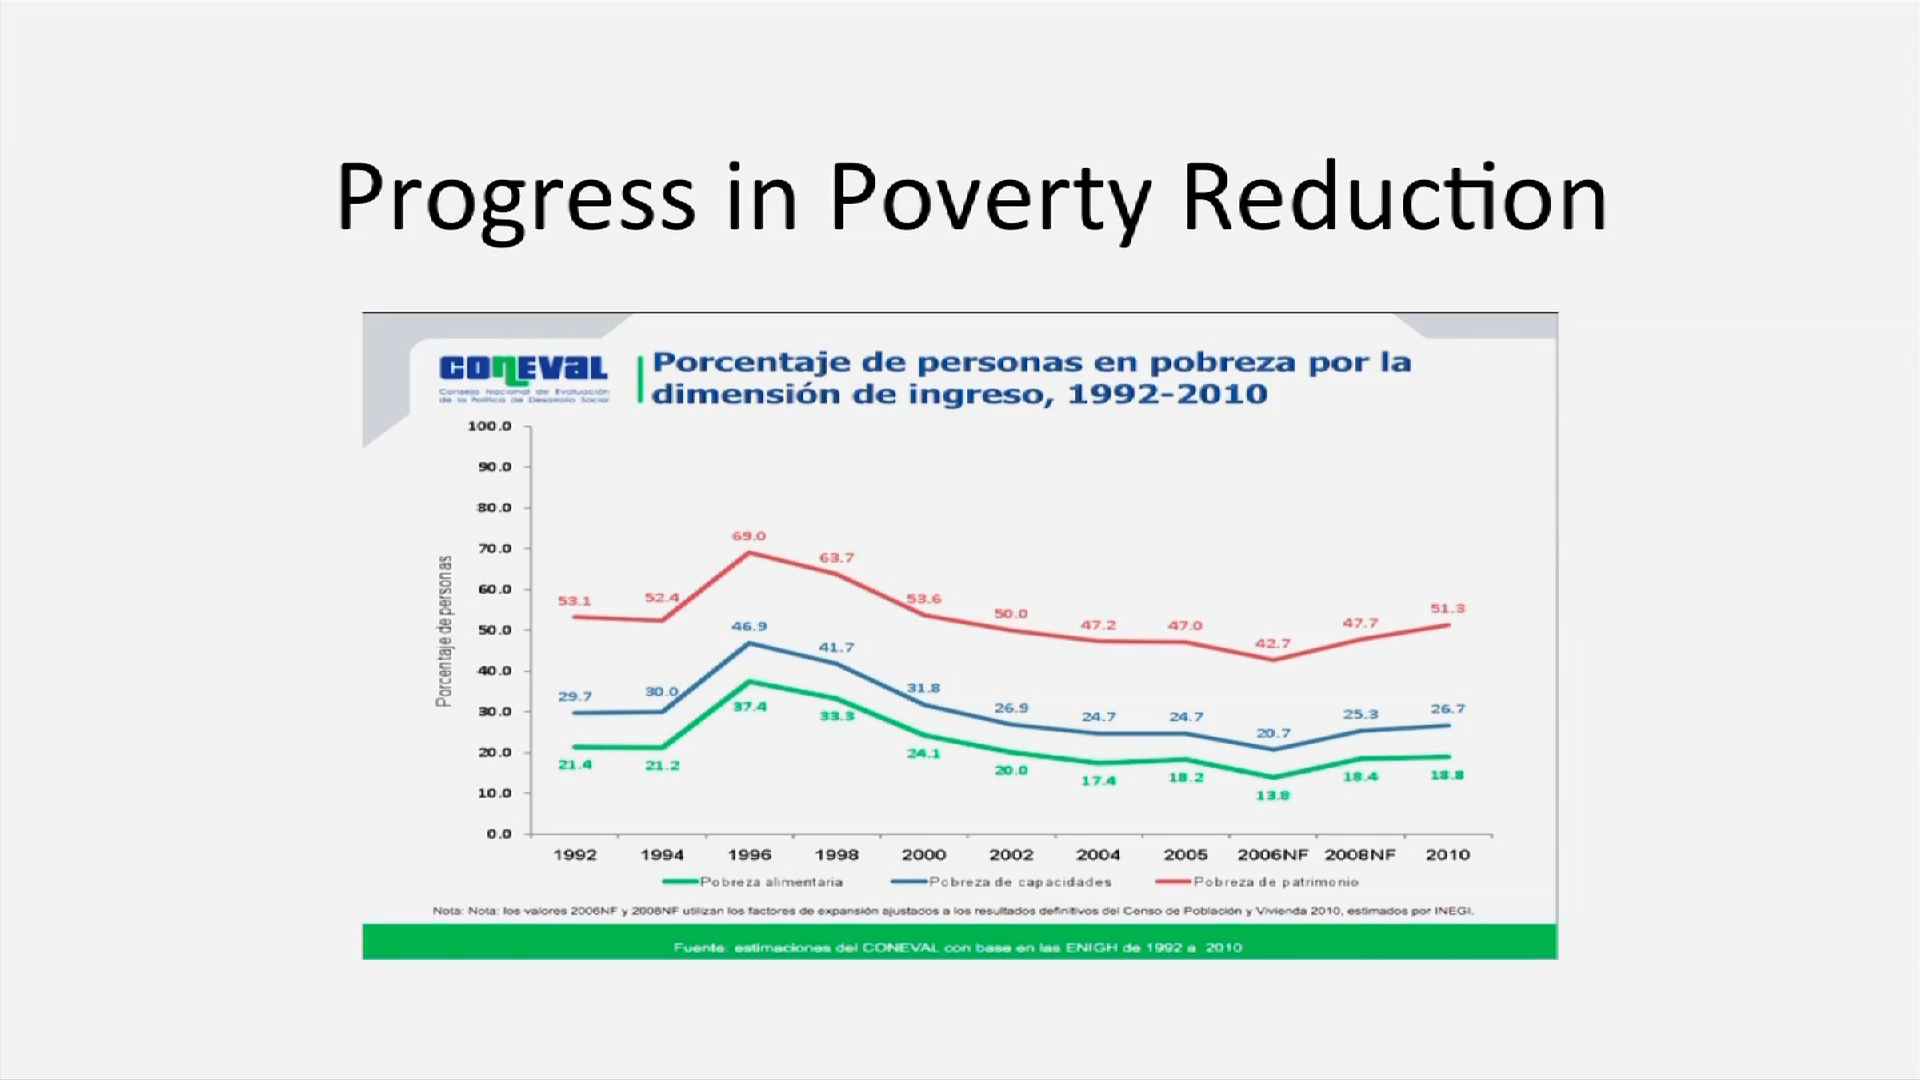 Progress in Poverty Reduction
CONEVAL
Consejo Nacional de Evaluación
de la Política de Desarrollo Social
Porcentaje de personas en pobreza por la
dimensión de ingreso, 1992-2010
Porcentaje de personas
100.0
90.0
80.0
70.0
60.0
50.0
40.0
30.0
20.0
10.0
0.0
53.1 52.4 69.0 63.7 53.6 50.0 47.2 47.0 42.7 47.7 51.3
29.7 30.0 46.9 41.7 31.8 26.9 24.7 24.7 20.7 25.3 26.7
21.4 21.2 37.4 33.3 24.1 20.0 17.4 18.2 13.8 18.4 18.8
1992 1994 1996 1998 2000 2002 2004 2005 2006NF 2008NF 2010
Pobreza alimentaria Pobreza de capacidades Pobreza de patrimonio
Nota: Nota: los valores 2006NF y 2008NF utilizan los factores de expansión ajustados a los resultados definitivos del Censo de Población y Vivienda 2010, estimados por INEGI.
Fuente: estimaciones del CONEVAL con base en las ENIGH de 1992 a 2010